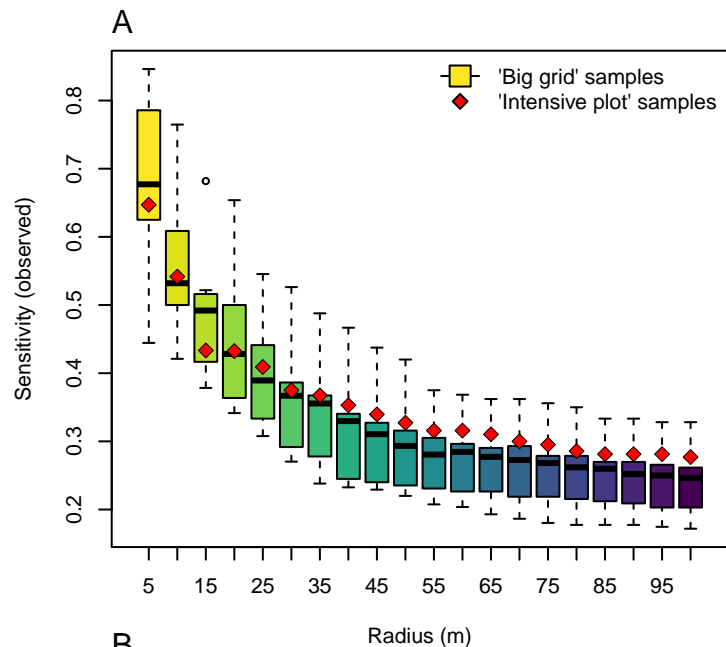 A
'Big grid' samples
'Intensive plot' samples
Sensitivity (observed)
0.8
0.7
0.6
0.5
0.4
0.3
0.2
5 15 25 35 45 55 65 75 85 95
Radius (m)
B